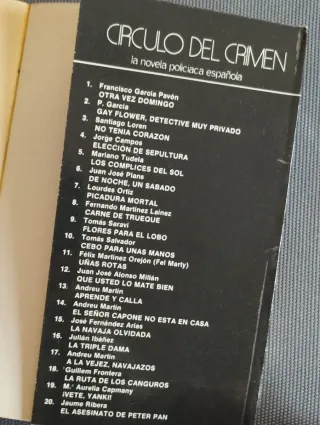 CIRCULO DEL CRIMEN
la novela policiaca española
1. Francisco García Pavón
OTRA VEZ DOMINGO
2. P. García
GAY FLOWER, DETECTIVE MUY PRIVADO
3. Santiago Loren
NO TENIA CORAZON
4. Jorge Campos
ELECCION DE SEPULTURA
5. Mariano Tudela
LOS COMPLICES DEL SOL
6. Juan José Plans
DE NOCHE, UN SABADO
7. Lourdes Ortiz
PICADURA MORTAL
8. Fernando Martínez Laínez
CARNE DE TRUEQUE
9. Tomás Saraví
FLORES PARA EL LOBO
10. Tomás Salvador
CEBO PARA UNAS MANOS
11. Félix Martínez Orejón (Fel Marty)
UÑAS ROTAS
12. Juan José Alonso Millán
QUE USTED LO MATE BIEN
13. Andreu Martín
APRENDE Y CALLA
14. Andreu Martín
EL SEÑOR CAPONE NO ESTA EN CASA
15. José Fernández Arias
LA NAVAJA OLVIDADA
16. Julián Ibáñez
LA TRIPLE DAMA
17. Andreu Martín
A LA VEJEZ, NAVAJAZOS
18. Guillem Frontera
LA RUTA DE LOS CANGUROS
19. M.ª Aurelia Capmany
¡VETE, YANKI!
20. Jaume Ribera
EL ASESINATO DE PETER PAN